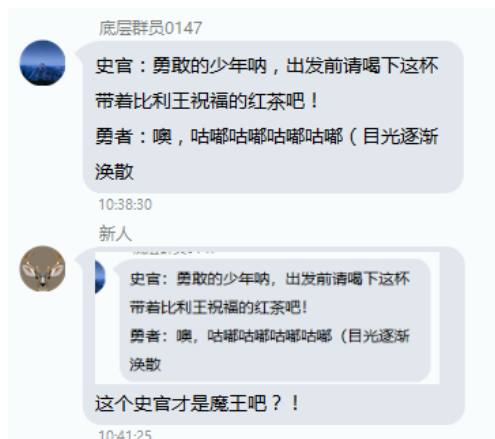 底层群员0147
史官：勇敢的少年呐，出发前请喝下这杯
带着比利王祝福的红茶吧！
勇者：噢，咕嘟咕嘟咕嘟咕嘟（目光逐渐
涣散
10:38:30
新人
史官：勇敢的少年呐，出发前请喝下这杯
带着比利王祝福的红茶吧！
勇者：噢，咕嘟咕嘟咕嘟咕嘟（目光逐渐
涣散
这个史官才是魔王吧？！
10:41:25